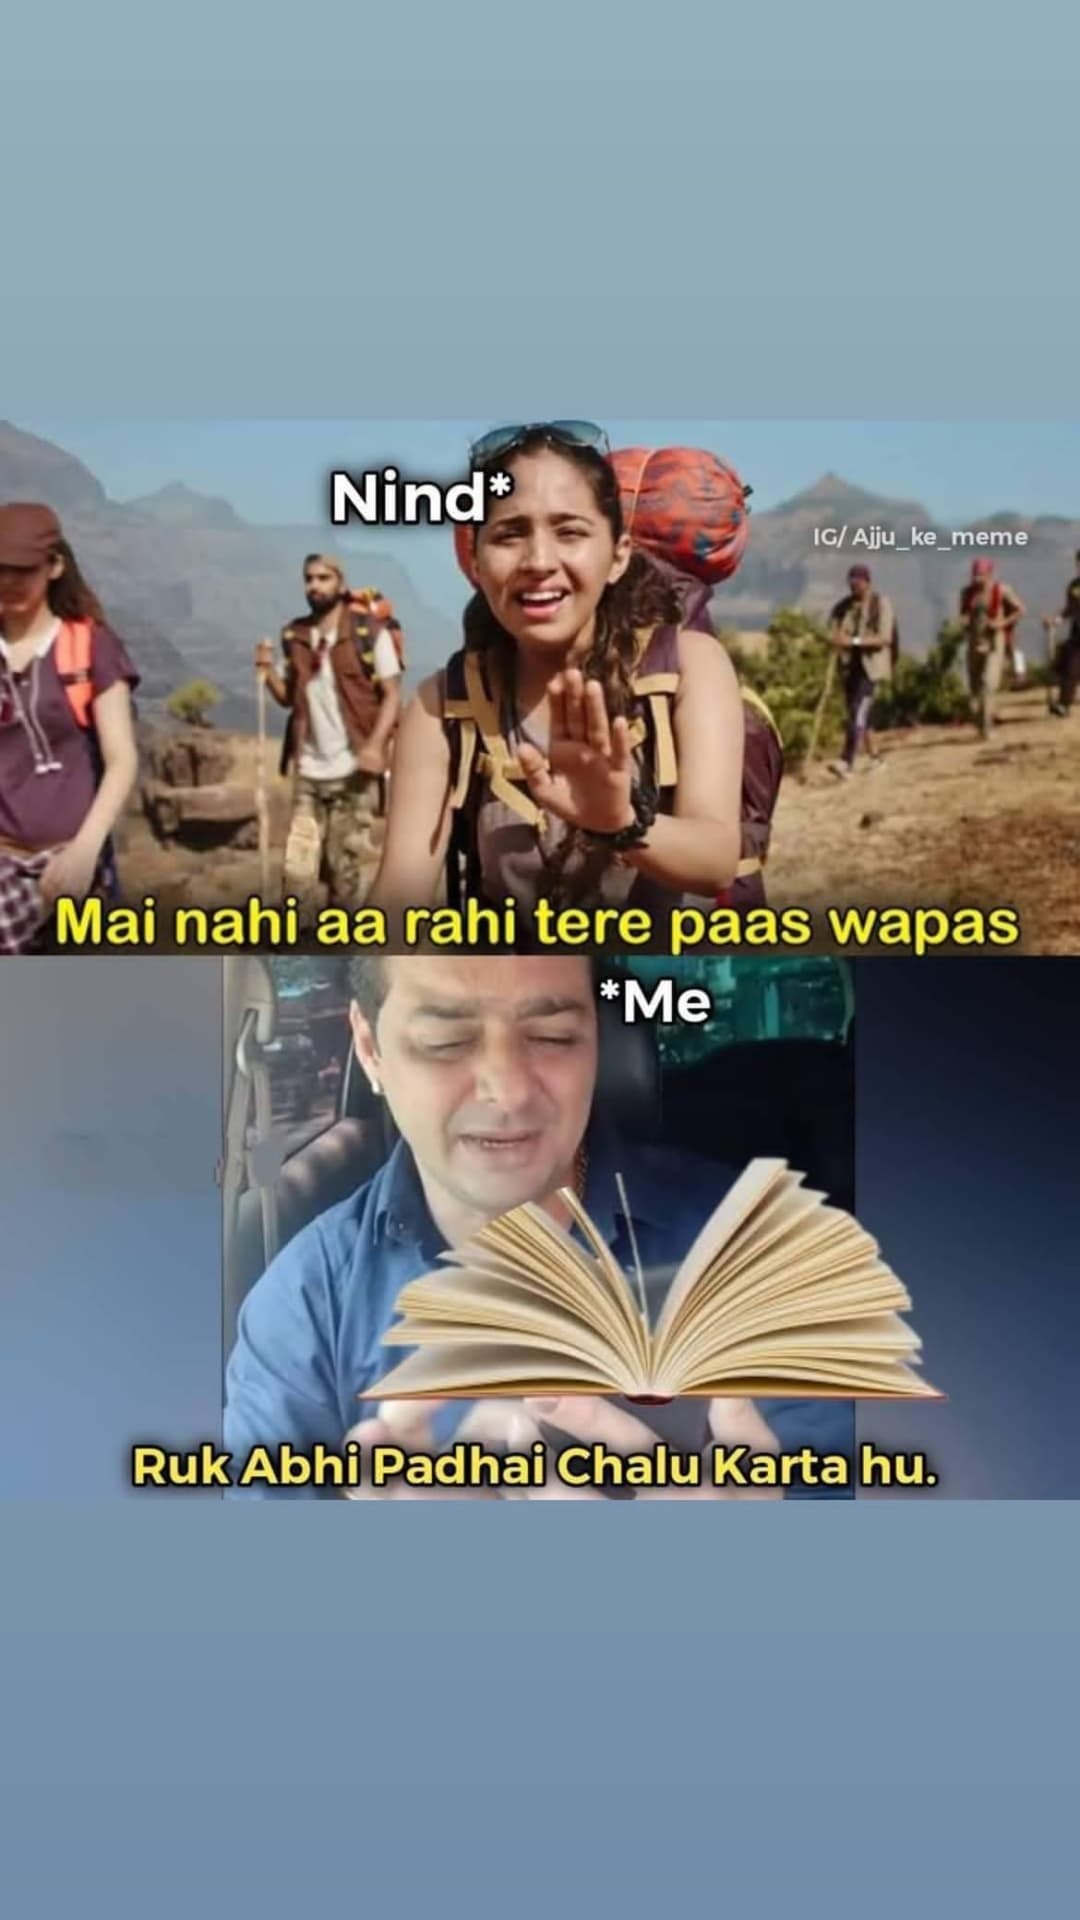 Nind*
IG/ Ajju_ke_meme
Mai nahi aa rahi tere paas wapas
*Me
Ruk Abhi Padhai Chalu Karta hu.